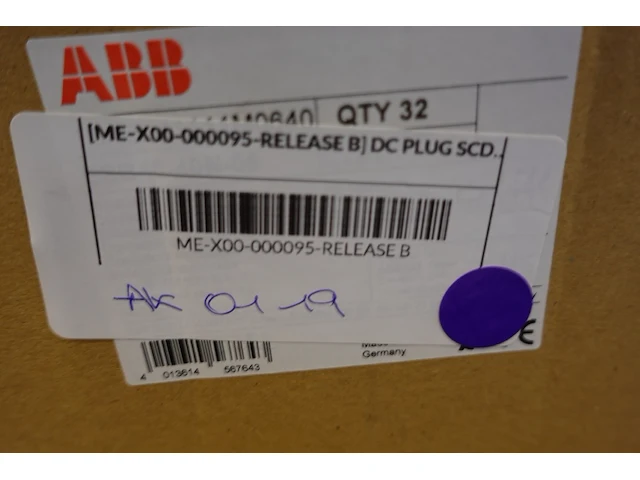 ABB
QTY 32
[ME-X00-000095-RELEASE B] DC PLUG SCD..
ME-X00-000095-RELEASE B
AK 01-19
Germany
4 013614 567643